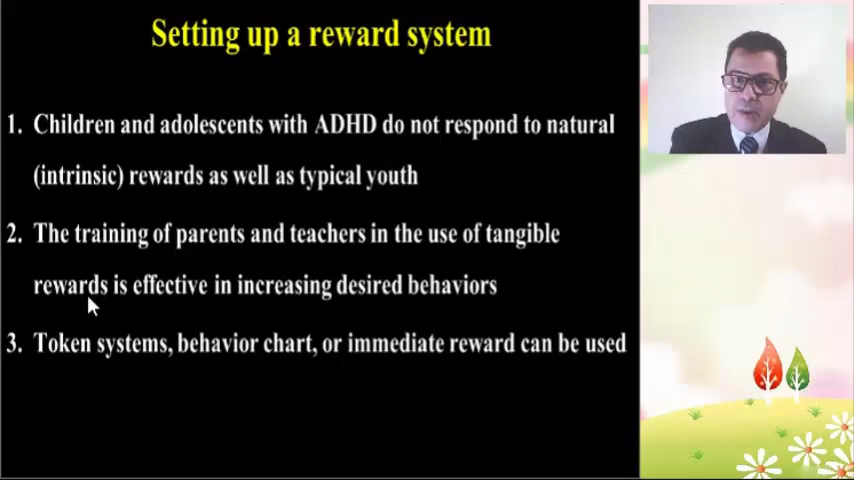 Setting up a reward system
1. Children and adolescents with ADHD do not respond to natural
(intrinsic) rewards as well as typical youth
2. The training of parents and teachers in the use of tangible
rewards is effective in increasing desired behaviors
3. Token systems, behavior chart, or immediate reward can be used